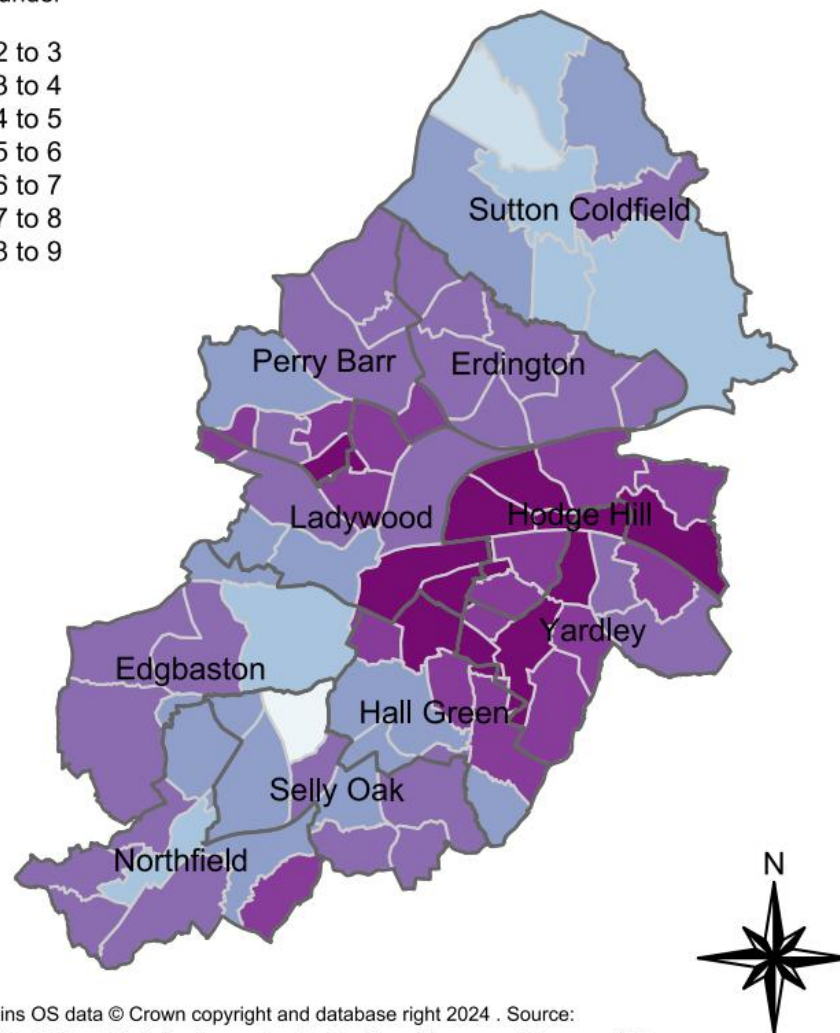 2 to 3
3 to 4
4 to 5
5 to 6
6 to 7
7 to 8
8 to 9
Sutton Coldfield
Perry Barr
Erdington
Ladywood
Hodge Hill
Yardley
Edgbaston
Hall Green
Selly Oak
Northfield
N
ins OS data © Crown copyright and database right 2024 . Source: